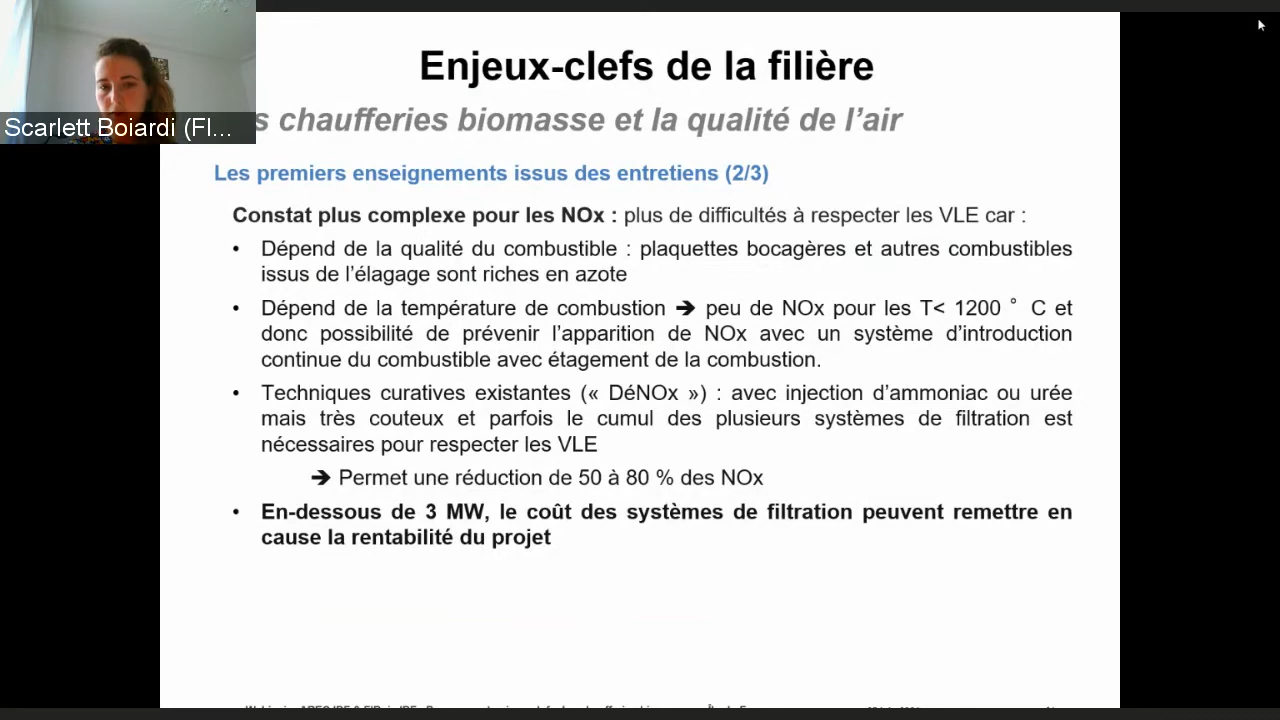 Enjeux-clefs de la filière
s chaufferies biomasse et la qualité de l'air
Scarlett Boiardi (Fl...
Les premiers enseignements issus des entretiens (2/3)
Constat plus complexe pour les NOx : plus de difficultés à respecter les VLE car :
• Dépend de la qualité du combustible : plaquettes bocagères et autres combustibles
issus de l'élagage sont riches en azote
• Dépend de la température de combustion ➔ peu de NOx pour les T< 1200 ° C et
donc possibilité de prévenir l'apparition de NOx avec un système d'introduction
continue du combustible avec étagement de la combustion.
• Techniques curatives existantes (« DéNOx ») : avec injection d'ammoniac ou urée
mais très couteux et parfois le cumul des plusieurs systèmes de filtration est
nécessaires pour respecter les VLE
➔ Permet une réduction de 50 à 80 % des NOx
• En-dessous de 3 MW, le coût des systèmes de filtration peuvent remettre en
cause la rentabilité du projet